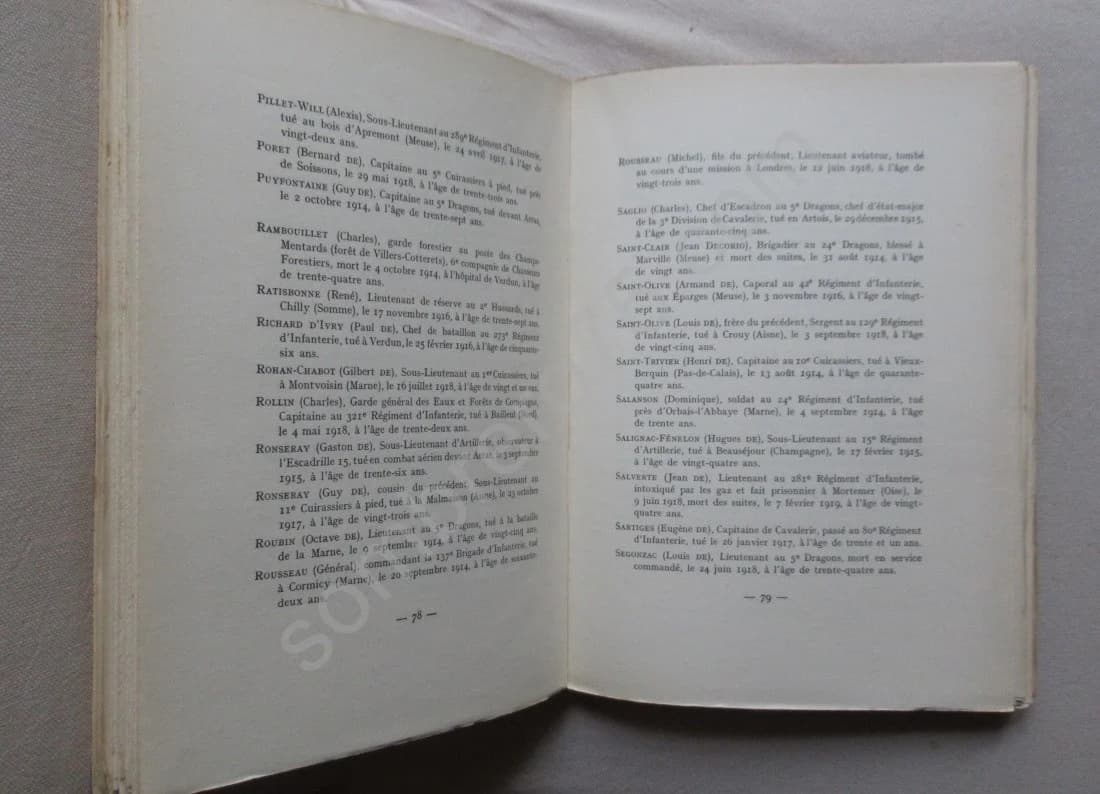 PILLET-WILL (Alexis), Sous-Lieutenant au 289e Régiment d'Infanterie,
tué au bois d'Apremont (Meuse), le 24 avril 1917, à l'âge de
vingt-deux ans.
PORET (Bernard DE), Capitaine au 5e Cuirassiers à pied, tué près
de Soissons, le 29 mai 1918, à l'âge de trente-trois ans.
PUYFONTAINE (Guy DE), Capitaine au 5e Dragons, tué devant Arras,
le 2 octobre 1914, à l'âge de trente-sept ans.
RAMBOUILLET (Charles), garde forestier au poste des Champs-
Mentards (forêt de Villers-Cotterets), 6e compagnie de Chasseurs
Forestiers, mort le 4 octobre 1914, à l'hôpital de Verdun, à l'âge
de trente-quatre ans.
RATISBONNE (René), Lieutenant de réserve au 2e Hussards, tué à
Chilly (Somme), le 17 novembre 1916, à l'âge de trente-sept ans.
RICHARD D'IVRY (Paul DE), Chef de bataillon au 273e Régiment
d'Infanterie, tué à Verdun, le 25 février 1916, à l'âge de cinquante-
six ans.
ROHAN-CHABOT (Gilbert DE), Sous-Lieutenant au 1er Cuirassiers, tué
à Montvoisin (Marne), le 16 juillet 1918, à l'âge de vingt et un ans.
ROLLIN (Charles), Garde général des Eaux et Forêts de Compiègne,
Capitaine au 321e Régiment d'Infanterie, tué à Bailleul (Nord),
le 4 mai 1918, à l'âge de trente-deux ans.
RONSERAY (Gaston DE), Sous-Lieutenant d'Artillerie, observateur à
l'Escadrille 15, tué en combat aérien devant Arras, le 3 septembre
1915, à l'âge de trente-six ans.
RONSERAY (Guy DE), cousin du précédent, Sous-Lieutenant au
11e Cuirassiers à pied, tué à la Malmaison (Aisne), le 23 octobre
1917, à l'âge de vingt-trois ans.
ROUBIN (Octave DE), Lieutenant au 5e Dragons, tué à la bataille
de la Marne, le 9 septembre 1914, à l'âge de vingt-cinq ans.
ROUSSEAU (Général), commandant la 137e Brigade d'Infanterie, tué
à Cormicy (Marne), le 20 septembre 1914, à l'âge de soixante-
deux ans.
— 78 —
ROUSSEAU (Michel), fils du précédent, Lieutenant aviateur, tombé
au cours d'une mission à Londres, le 12 juin 1918, à l'âge de
vingt-trois ans.
SAGLIO (Charles), Chef d'Escadron au 5e Dragons, chef d'état-major
de la 3e Division de Cavalerie, tué en Artois, le 29 décembre 1915,
à l'âge de quarante-cinq ans.
SAINT-CLAIR (Jean DECORIO), Brigadier au 24e Dragons, blessé à
Marville (Meuse) et mort des suites, le 31 août 1914, à l'âge
de vingt ans.
SAINT-OLIVE (Armand DE), Caporal au 42e Régiment d'Infanterie,
tué aux Éparges (Meuse), le 3 novembre 1916, à l'âge de vingt-
sept ans.
SAINT-OLIVE (Louis DE), frère du précédent, Sergent au 129e Régiment
d'Infanterie, tué à Crouy (Aisne), le 3 septembre 1918, à l'âge
de vingt-cinq ans.
SAINT-TRIVIER (Henri DE), Capitaine au 10e Cuirassiers, tué à Vieux-
Berquin (Pas-de-Calais), le 13 août 1914, à l'âge de quarante-
quatre ans.
SALANSON (Dominique), soldat au 24e Régiment d'Infanterie, tué
près d'Orbais-l'Abbaye (Marne), le 4 septembre 1914, à l'âge de
trente ans.
SALIGNAC-FÉNELON (Hugues DE), Sous-Lieutenant au 15e Régiment
d'Artillerie, tué à Beauséjour (Champagne), le 17 février 1915,
à l'âge de vingt-quatre ans.
SALVERTE (Jean DE), Lieutenant au 281e Régiment d'Infanterie,
intoxiqué par les gaz et fait prisonnier à Mortemer (Oise), le
9 juin 1918, mort des suites, le 7 février 1919, à l'âge de vingt-
quatre ans.
SARTIGES (Eugène DE), Capitaine de Cavalerie, passé au 80e Régiment
d'Infanterie, tué le 26 janvier 1917, à l'âge de trente et un ans.
SEGONZAC (Louis DE), Lieutenant au 5e Dragons, mort en service
commandé, le 24 juin 1918, à l'âge de trente-quatre ans.
— 79 —